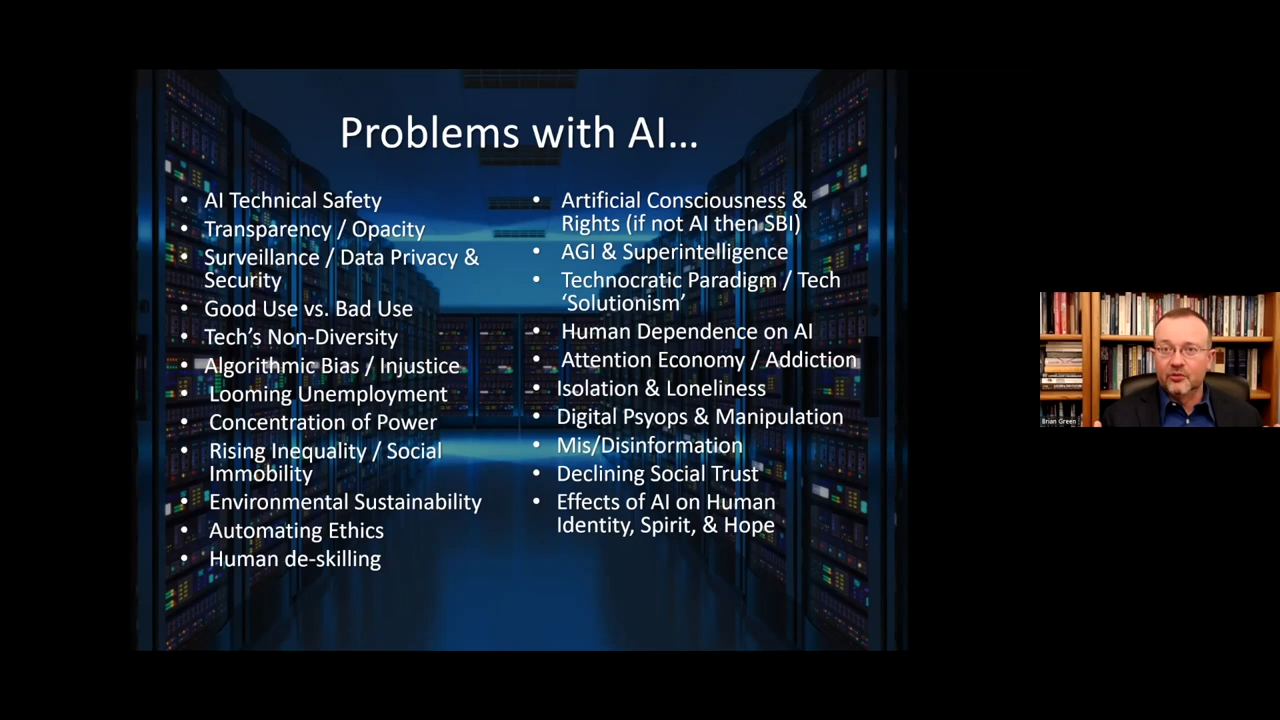 Problems with AI…
• AI Technical Safety
• Transparency / Opacity
• Surveillance / Data Privacy &
Security
• Good Use vs. Bad Use
• Tech’s Non-Diversity
• Algorithmic Bias / Injustice
• Looming Unemployment
• Concentration of Power
• Rising Inequality / Social
Immobility
• Environmental Sustainability
• Automating Ethics
• Human de-skilling
• Artificial Consciousness &
Rights (if not AI then SBI)
• AGI & Superintelligence
• Technocratic Paradigm / Tech
‘Solutionism’
• Human Dependence on AI
• Attention Economy / Addiction
• Isolation & Loneliness
• Digital Psyops & Manipulation
• Mis/Disinformation
• Declining Social Trust
• Effects of AI on Human
Identity, Spirit, & Hope
Brian Green